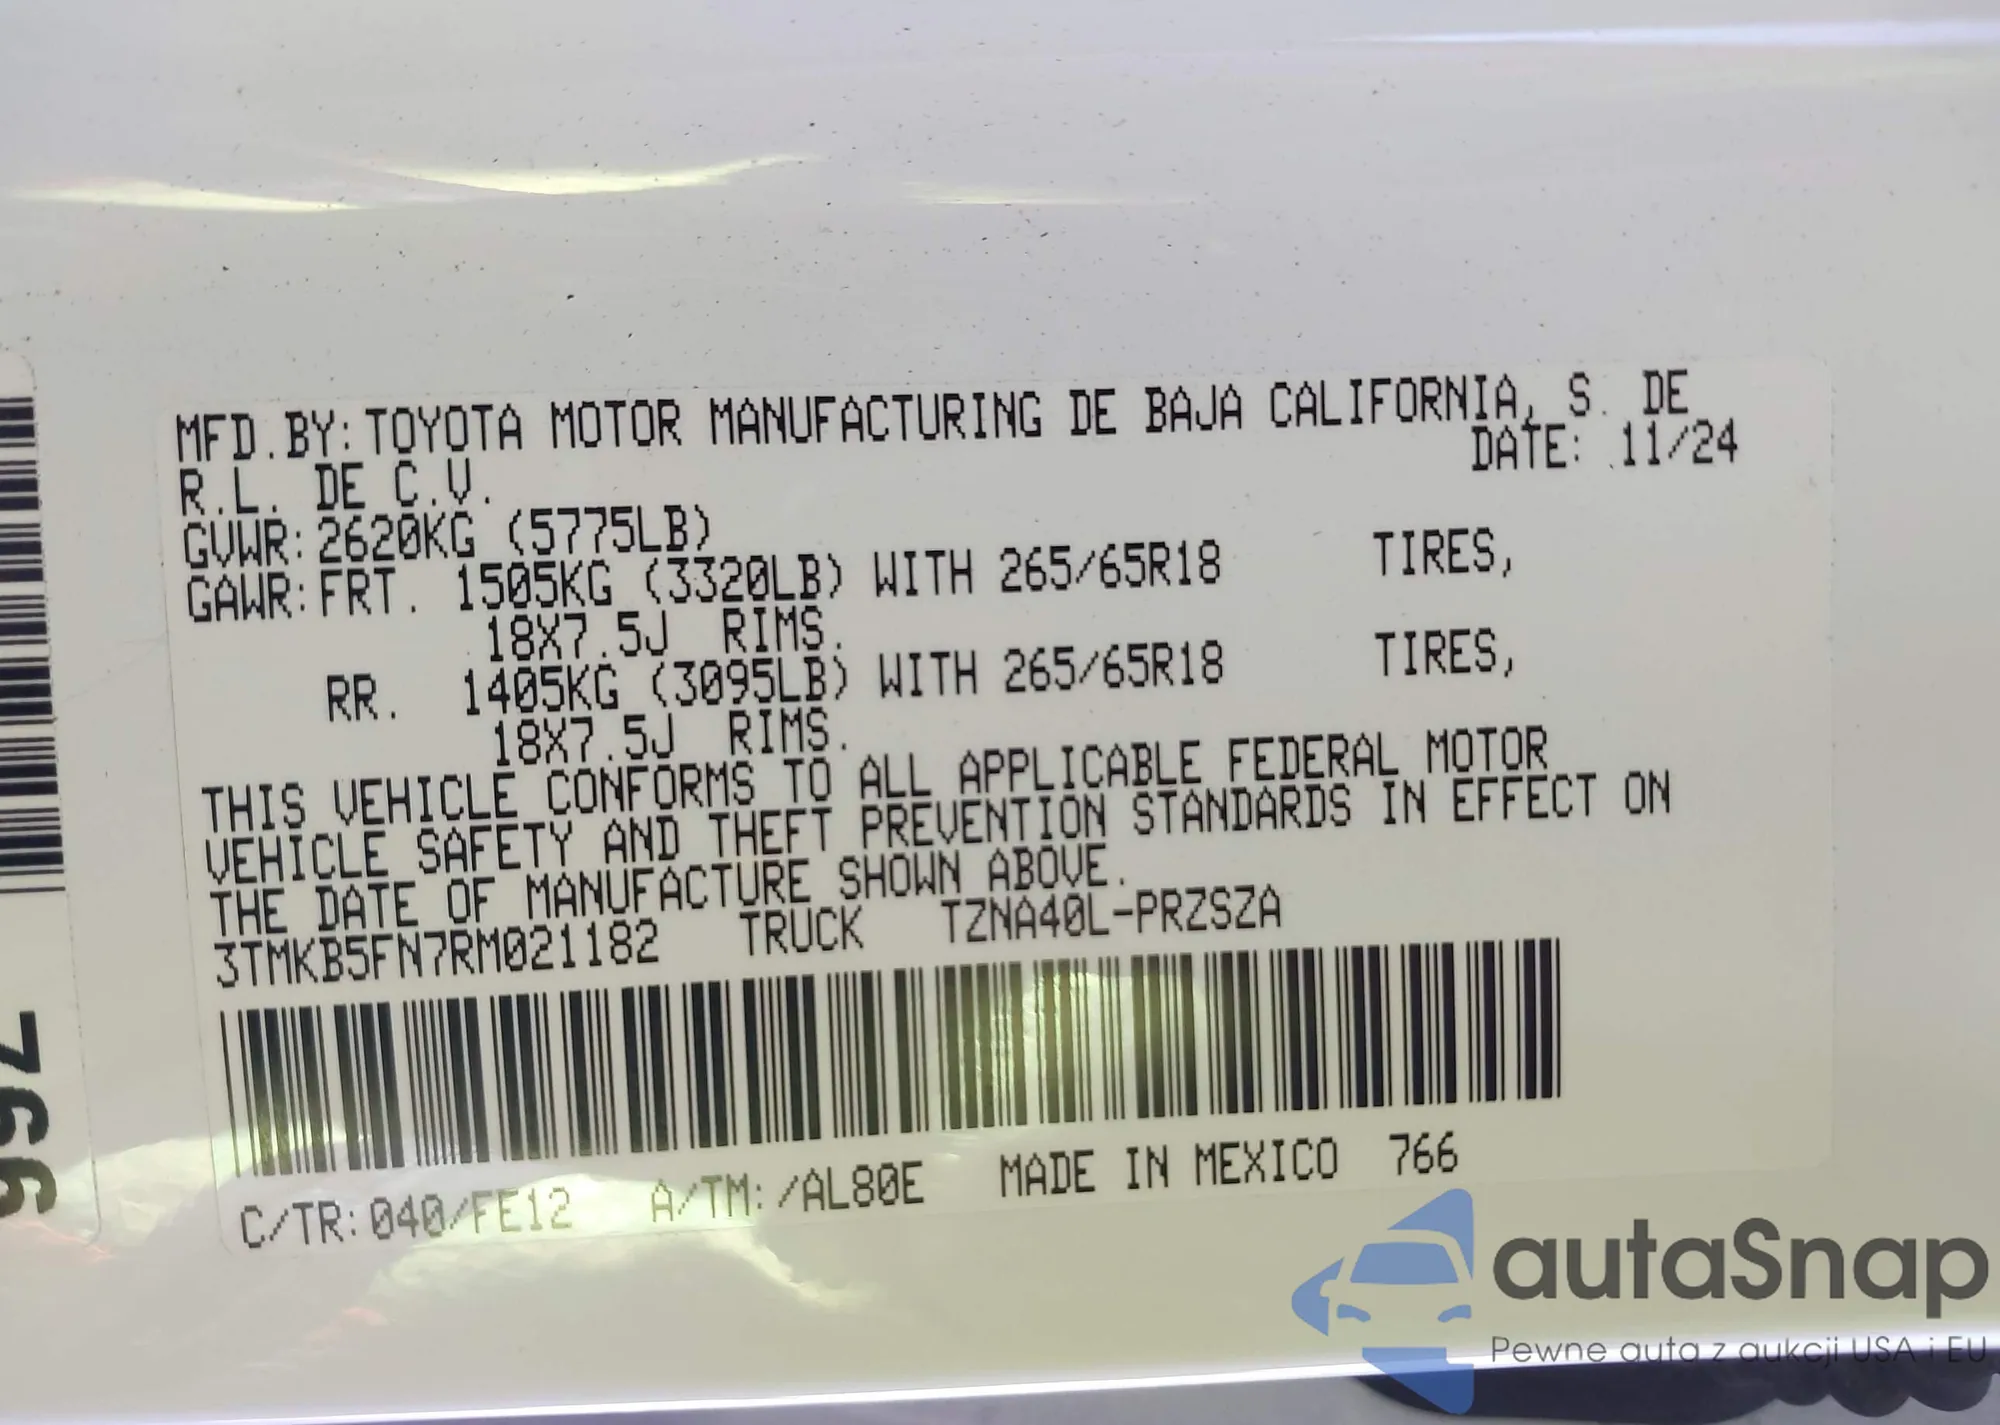 MFD.BY:TOYOTA MOTOR MANUFACTURING DE BAJA CALIFORNIA, S. DE
R.L. DE C.V. DATE: 11/24
GVWR:2620KG (5775LB)
GAWR:FRT. 1505KG (3320LB) WITH 265/65R18 TIRES,
18X7.5J RIMS.
RR. 1405KG (3095LB) WITH 265/65R18 TIRES,
18X7.5J RIMS.
THIS VEHICLE CONFORMS TO ALL APPLICABLE FEDERAL MOTOR
VEHICLE SAFETY AND THEFT PREVENTION STANDARDS IN EFFECT ON
THE DATE OF MANUFACTURE SHOWN ABOVE.
3TMKB5FN7RM021182 TRUCK TZNA40L-PRZSZA
C/TR:040/FE12 A/TM:/AL80E MADE IN MEXICO 766
766
autaSnap
Pewne auta z aukcji USA i EU